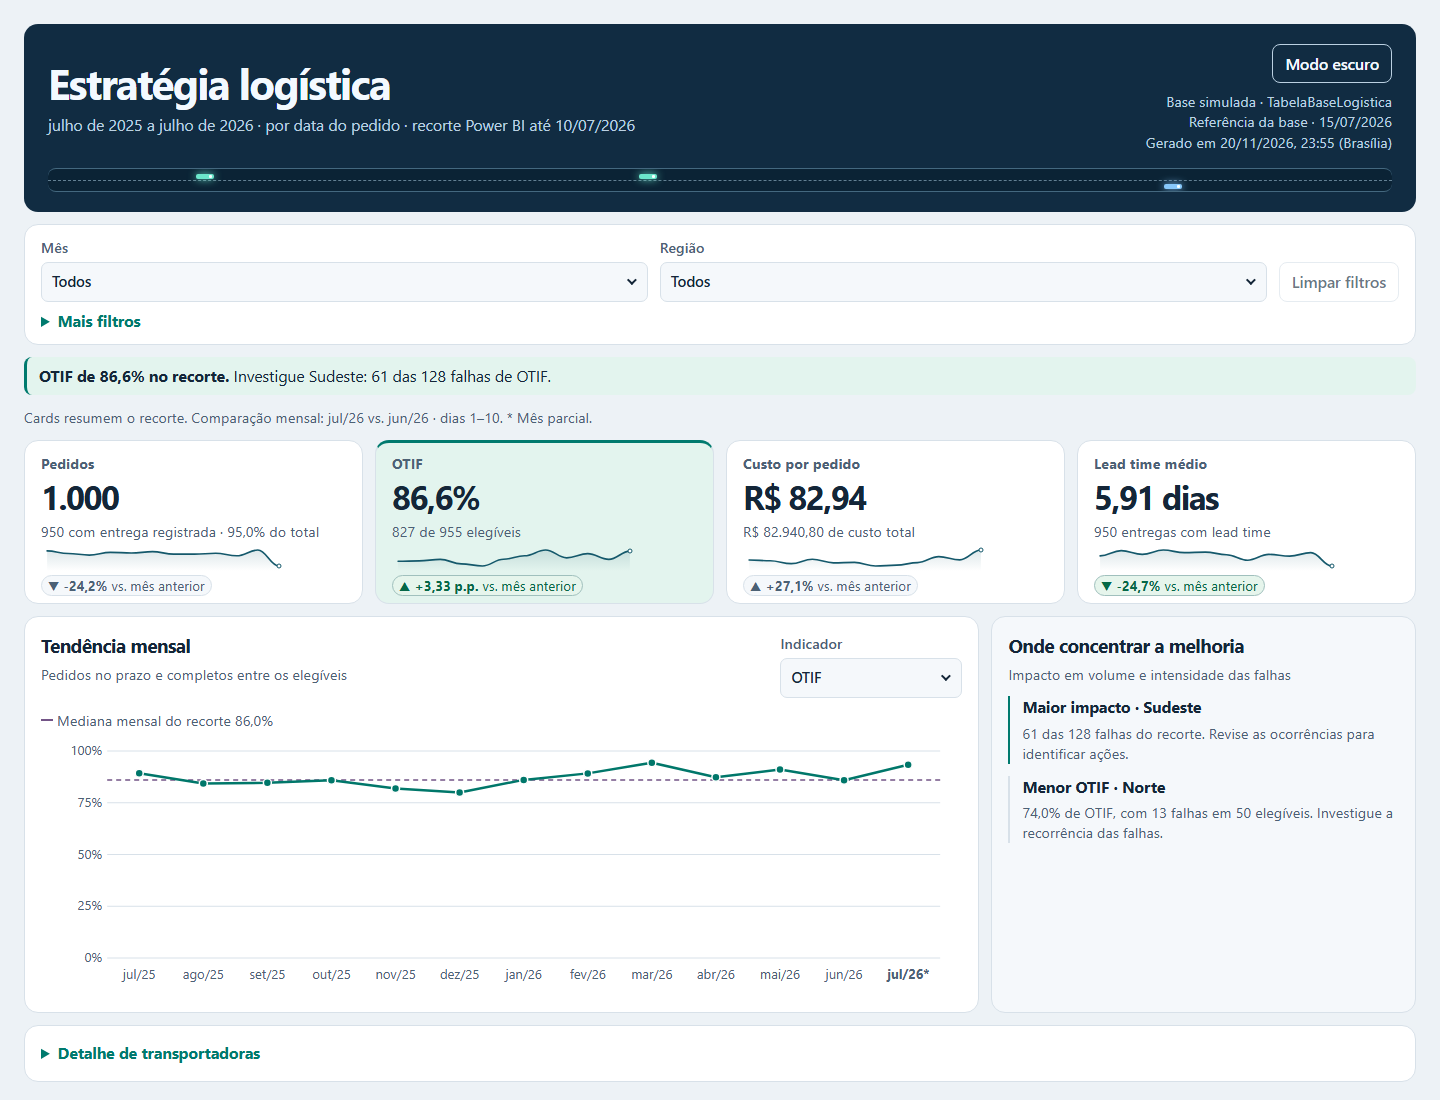 Estratégia logística
julho de 2025 a julho de 2026 · por data do pedido · recorte Power BI até 10/07/2026
Modo escuro
Base simulada · TabelaBaseLogistica
Referência da base · 15/07/2026
Gerado em 20/11/2026, 23:55 (Brasília)
Mês
Todos
Região
Todos
Limpar filtros
Mais filtros
OTIF de 86,6% no recorte. Investigue Sudeste: 61 das 128 falhas de OTIF.
Cards resumem o recorte. Comparação mensal: jul/26 vs. jun/26 · dias 1–10. * Mês parcial.
Pedidos
1.000
950 com entrega registrada · 95,0% do total
▼ -24,2% vs. mês anterior
OTIF
86,6%
827 de 955 elegíveis
▲ +3,33 p.p. vs. mês anterior
Custo por pedido
R$ 82,94
R$ 82.940,80 de custo total
▲ +27,1% vs. mês anterior
Lead time médio
5,91 dias
950 entregas com lead time
▼ -24,7% vs. mês anterior
Tendência mensal
Pedidos no prazo e completos entre os elegíveis
Indicador
OTIF
Mediana mensal do recorte 86,0%
100%
75%
50%
25%
0%
jul/25 ago/25 set/25 out/25 nov/25 dez/25 jan/26 fev/26 mar/26 abr/26 mai/26 jun/26 jul/26*
Onde concentrar a melhoria
Impacto em volume e intensidade das falhas
Maior impacto · Sudeste
61 das 128 falhas do recorte. Revise as ocorrências para
identificar ações.
Menor OTIF · Norte
74,0% de OTIF, com 13 falhas em 50 elegíveis. Investigue a
recorrência das falhas.
Detalhe de transportadoras